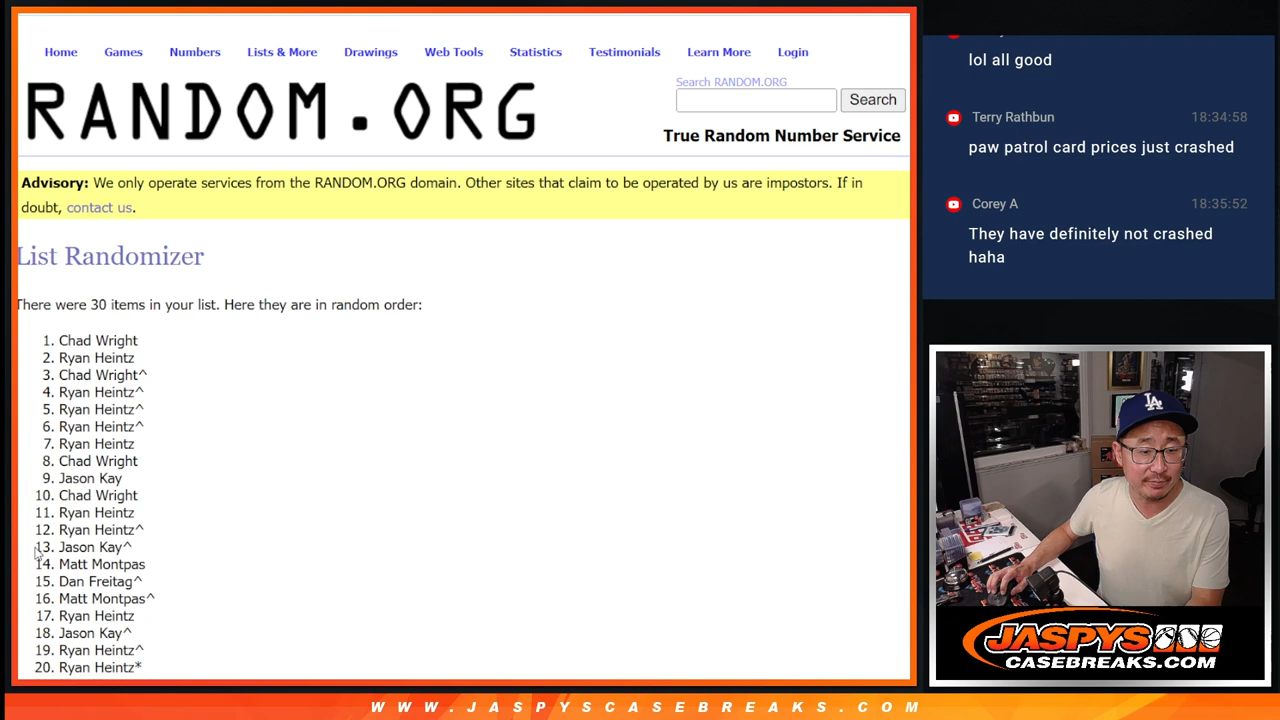 Home Games Numbers Lists & More Drawings Web Tools Statistics Testimonials Learn More Login
RANDOM.ORG
Search RANDOM.ORG
Search
True Random Number Service
Advisory: We only operate services from the RANDOM.ORG domain. Other sites that claim to be operated by us are impostors. If in
doubt, contact us.
List Randomizer
There were 30 items in your list. Here they are in random order:
1. Chad Wright
2. Ryan Heintz
3. Chad Wright^
4. Ryan Heintz^
5. Ryan Heintz^
6. Ryan Heintz^
7. Ryan Heintz
8. Chad Wright
9. Jason Kay
10. Chad Wright
11. Ryan Heintz
12. Ryan Heintz^
13. Jason Kay^
14. Matt Montpas
15. Dan Freitag^
16. Matt Montpas^
17. Ryan Heintz
18. Jason Kay^
19. Ryan Heintz^
20. Ryan Heintz*
lol all good
Terry Rathbun 18:34:58
paw patrol card prices just crashed
Corey A 18:35:52
They have definitely not crashed
haha
LA
JASPYS
CASEBREAKS.COM
WWW.JASPYSCASEBREAKS.COM